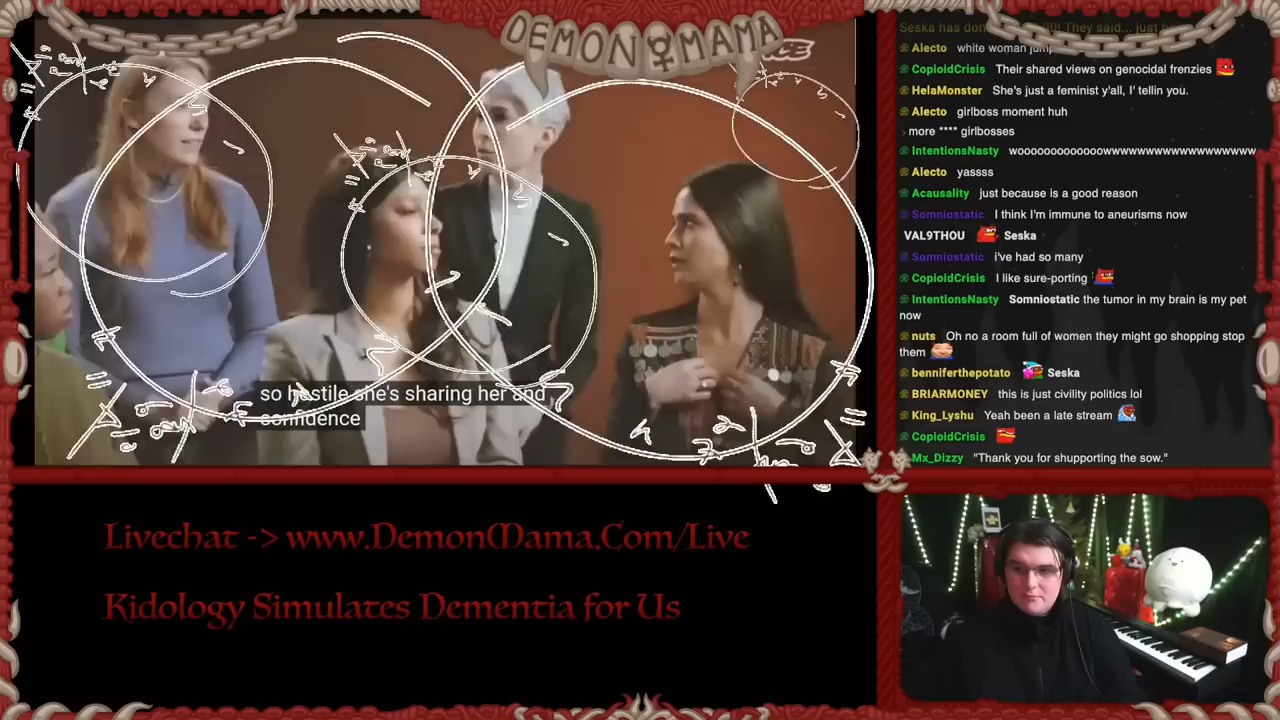 DEMON MAMA
so hostile she's sharing her and
confidence
Alecto white woman
CopioidCrisis Their shared views on genocidal frenzies
HelaMonster She's just a feminist y'all, I'tellin you.
Alecto girlboss moment huh
more **** girlbosses
IntentionsNasty woooooooooooowwwwwwwwwwwwwwwwww
Alecto yassss
Acausality just because is a good reason
Somniostatic I think I'm immune to aneurisms now
VAL9THOU Seska
Somniostatic i've had so many
CopioidCrisis I like sure-porting
IntentionsNasty Somniostatic the tumor in my brain is my pet
now
nuts Oh no a room full of women they might go shopping stop
them
benniferthepotato Seska
BRIARMONEY this is just civility politics lol
King_Lyshu Yeah been a late stream
CopioidCrisis
Mx_Dizzy "Thank you for shupporting the sow."
Livechat -> www.DemonMama.Com/Live
Kidology Simulates Dementia for Us